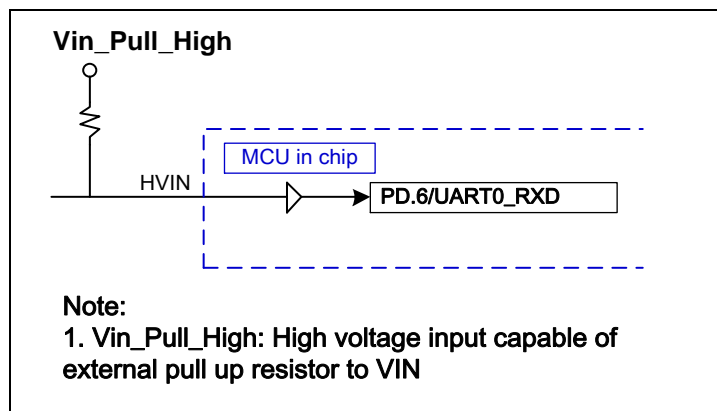 Vin_Pull_High
MCU in chip
HVIN
PD.6/UART0_RXD
Note:
1. Vin_Pull_High: High voltage input capable of
external pull up resistor to VIN